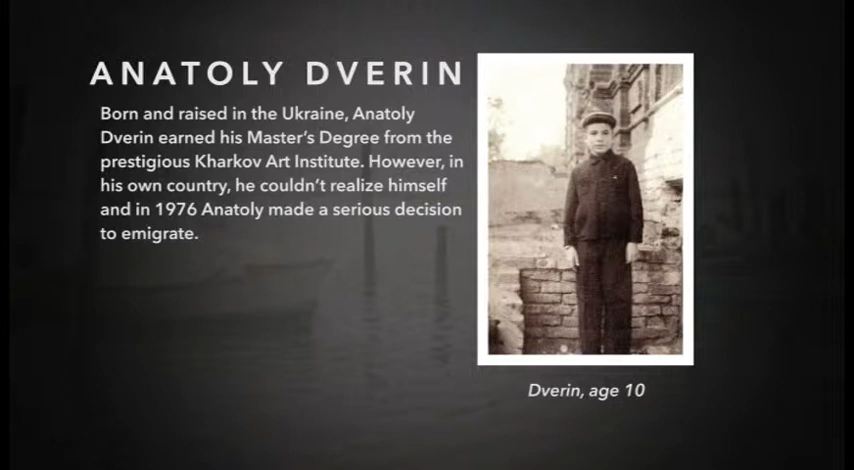 ANATOLY DVERIN
Born and raised in the Ukraine, Anatoly
Dverin earned his Master's Degree from the
prestigious Kharkov Art Institute. However, in
his own country, he couldn't realize himself
and in 1976 Anatoly made a serious decision
to emigrate.
Dverin, age 10